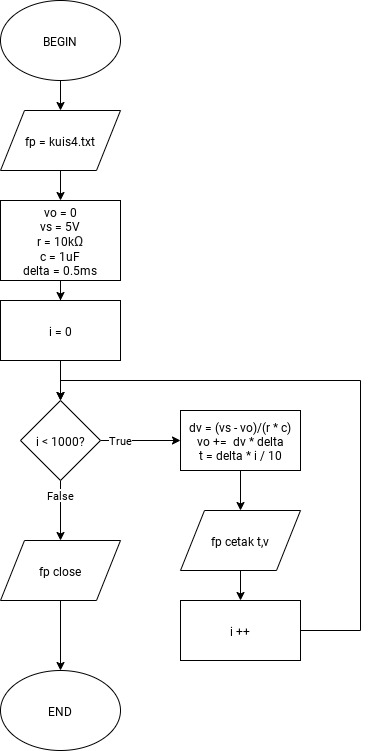 BEGIN
fp = kuis4.txt
vo = 0
vs = 5V
r = 10kΩ
c = 1uF
delta = 0.5ms
i = 0
i < 1000?
True
dv = (vs - vo)/(r * c)
vo += dv * delta
t = delta * i / 10
False
fp cetak t,v
fp close
i ++
END